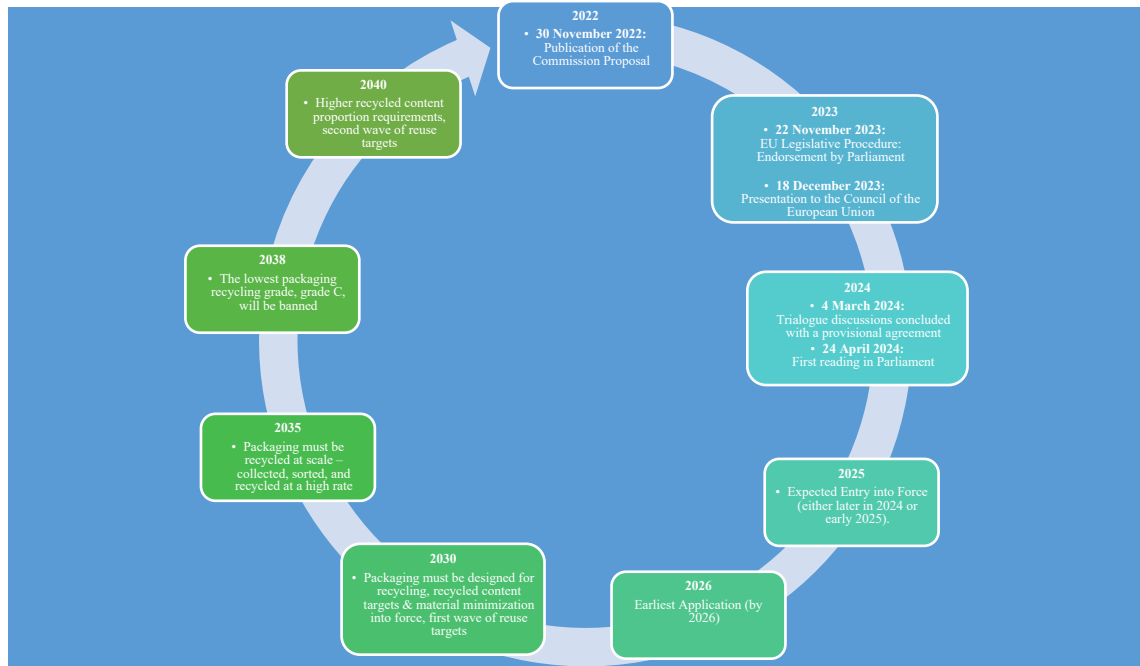 2022
• 30 November 2022:
Publication of the
Commission Proposal
2023
• 22 November 2023:
EU Legislative Procedure:
Endorsement by Parliament
• 18 December 2023:
Presentation to the Council of the
European Union
2024
• 4 March 2024:
Trialogue discussions concluded
with a provisional agreement
• 24 April 2024:
First reading in Parliament
2025
• Expected Entry into Force
(either later in 2024 or
early 2025).
2026
Earliest Application (by
2026)
2030
• Packaging must be designed for
recycling, recycled content
targets & material minimization
into force, first wave of reuse
targets
2035
• Packaging must be
recycled at scale –
collected, sorted, and
recycled at a high rate
2038
• The lowest packaging
recycling grade, grade C,
will be banned
2040
• Higher recycled content
proportion requirements,
second wave of reuse
targets